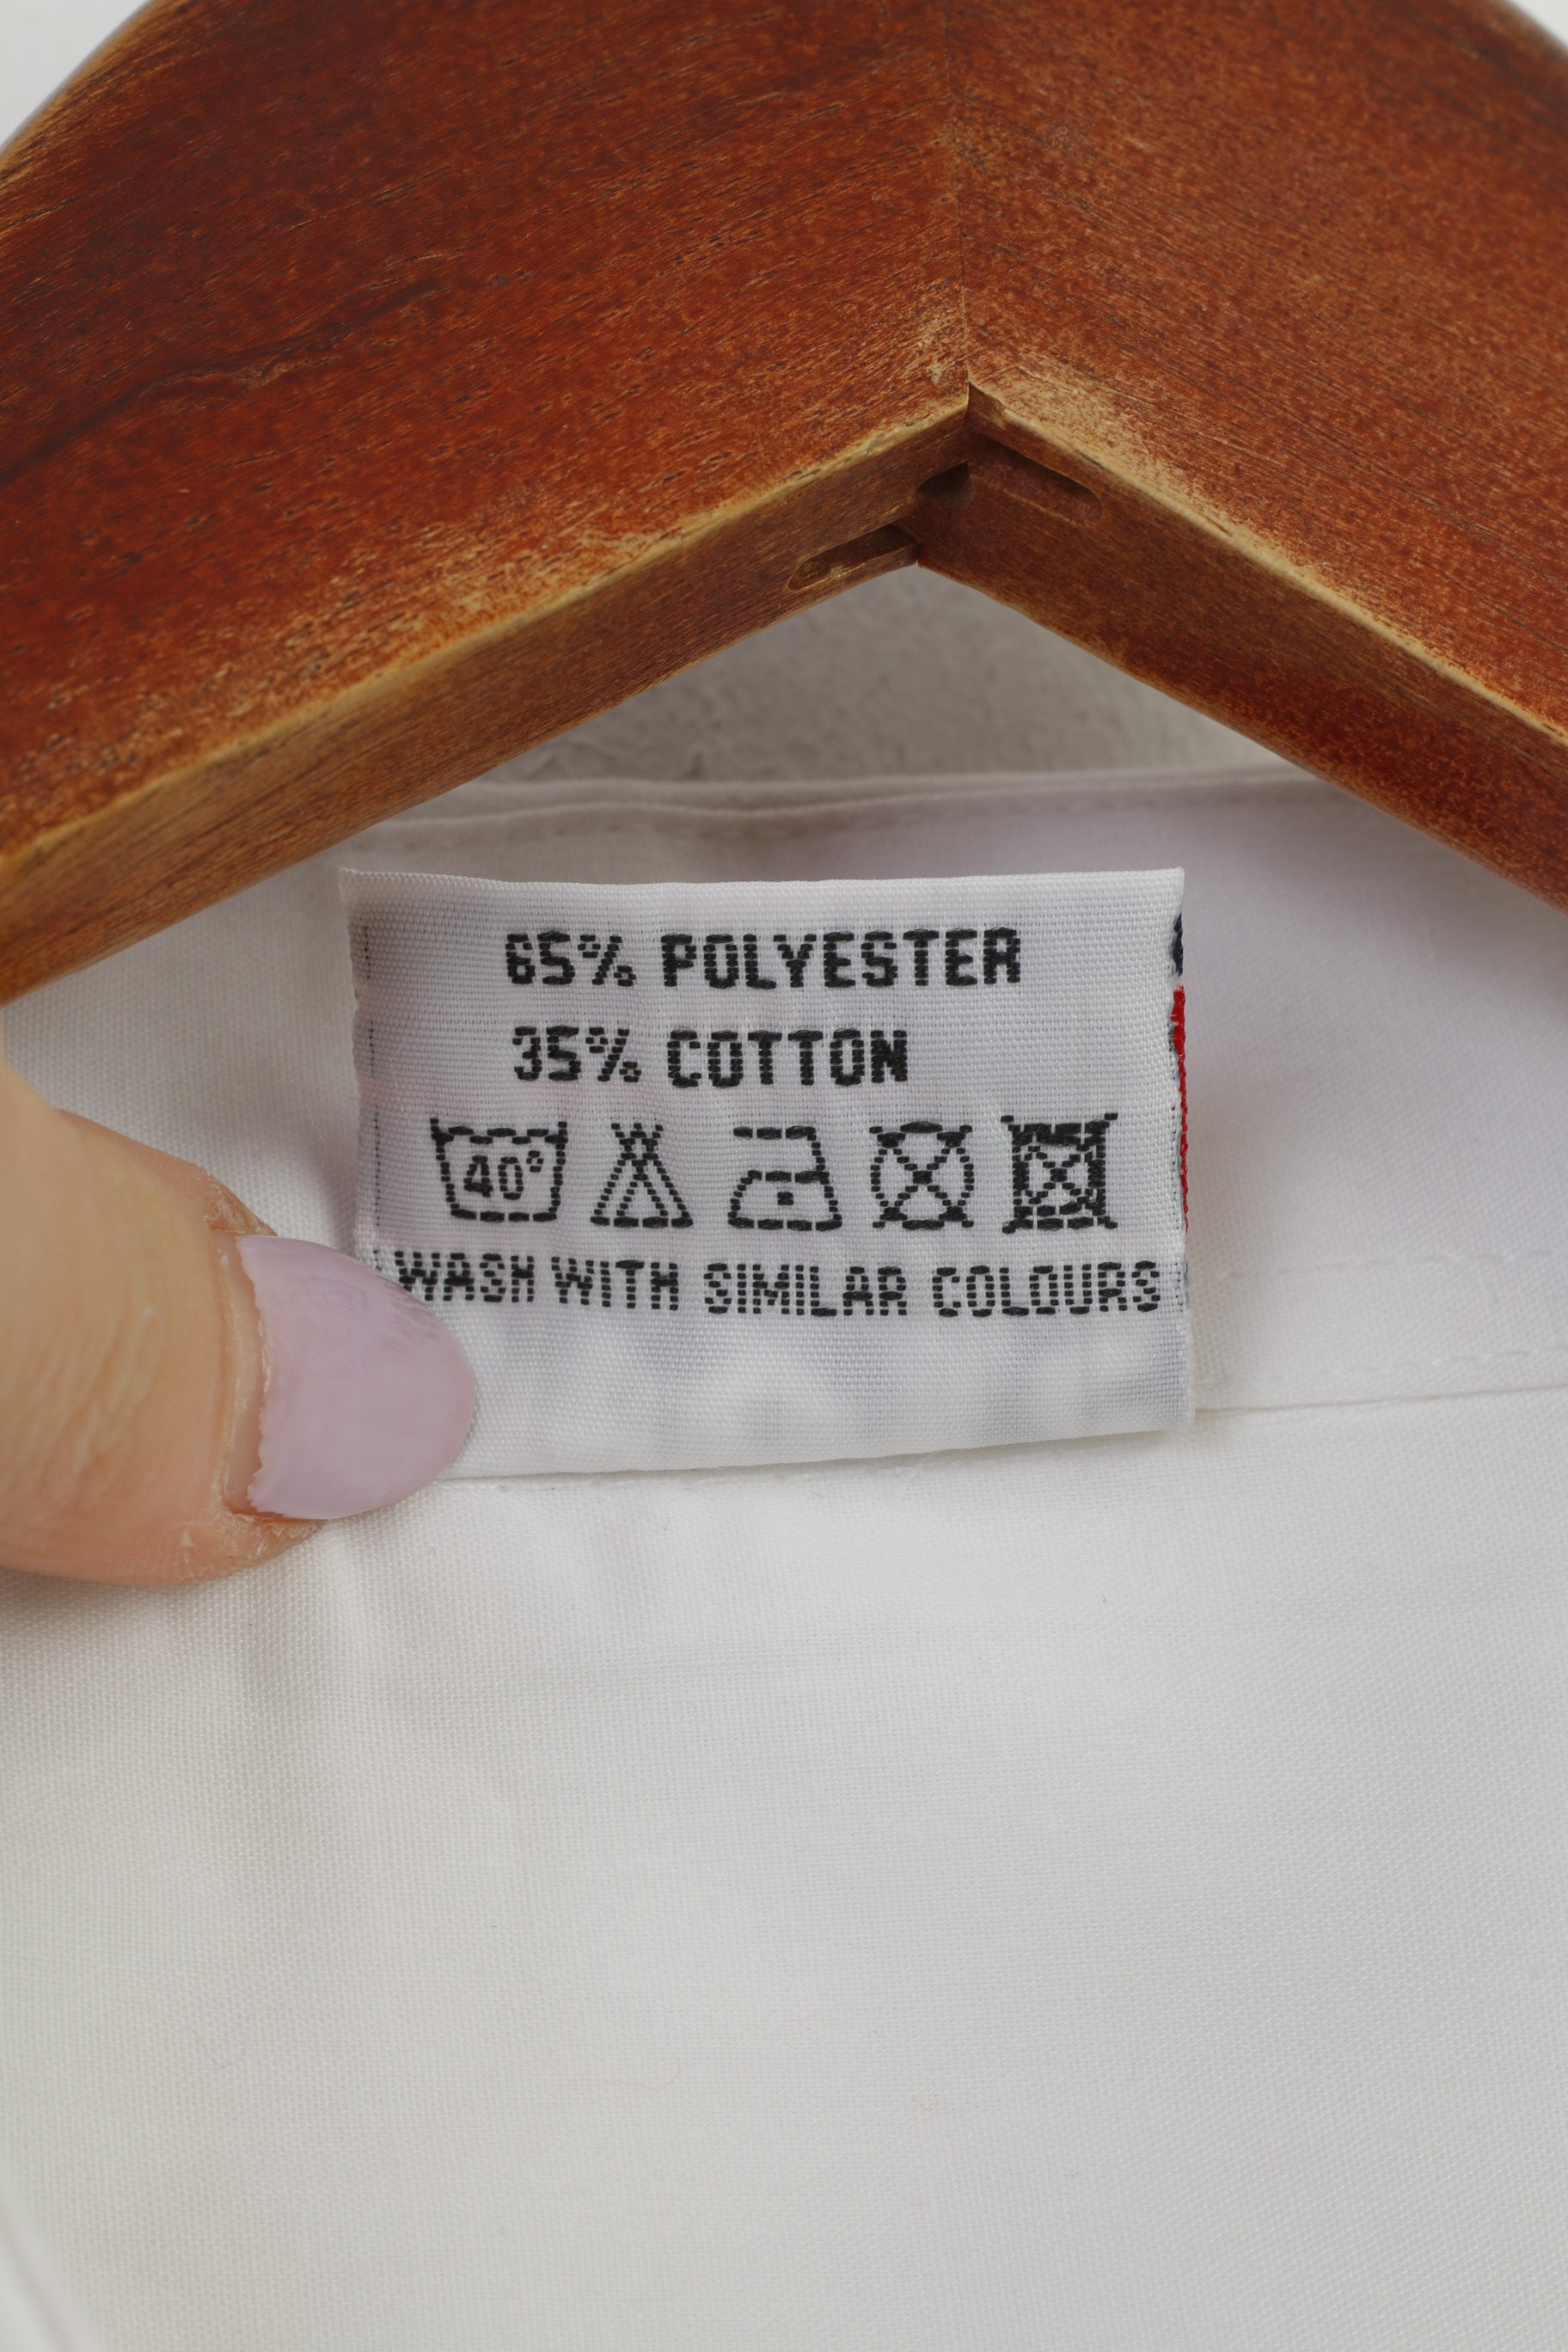 65% POLYESTER
35% COTTON
40°
WASH WITH SIMILAR COLOURS